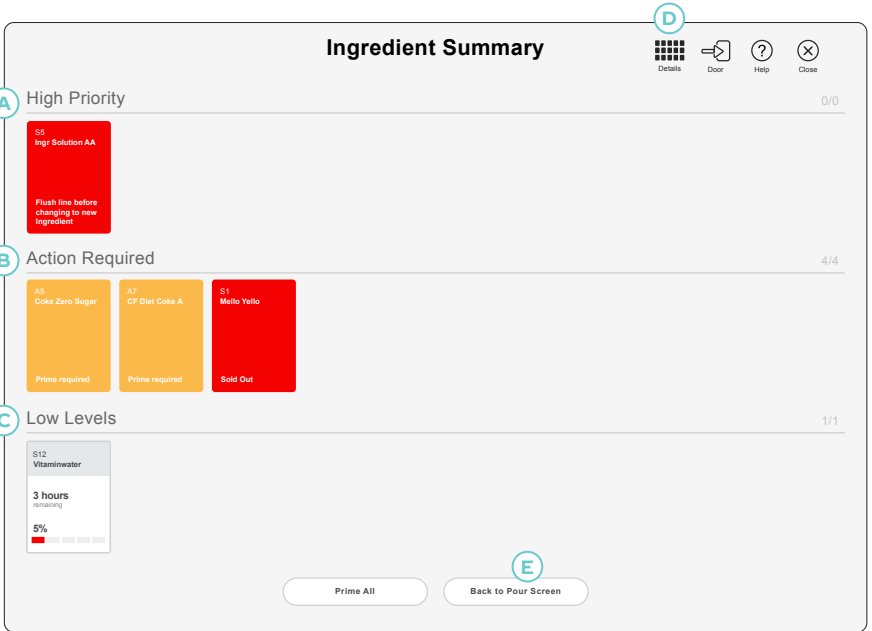 D
Ingredient Summary
Details
Door
?
Help
Close
A
High Priority
0/0
S5
Ingr Solution AA
Flush line before
changing to new
Ingredient
B
Action Required
4/4
A5
Coke Zero Sugar
Prime required
A7
CF Diet Coke A
Prime required
S1
Mello Yello
Sold Out
C
Low Levels
1/1
S12
Vitaminwater
3 hours
remaining
5%
E
Prime All
Back to Pour Screen